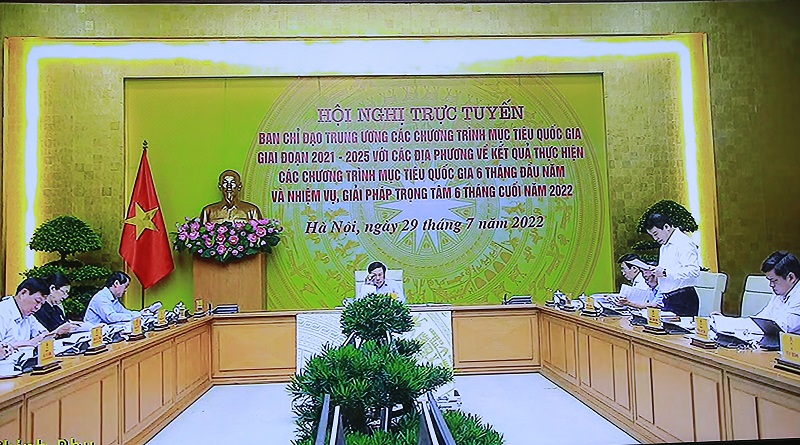 HỘI NGHỊ TRỰC TUYẾN
BAN CHỈ ĐẠO TRUNG ƯƠNG CÁC CHƯƠNG TRÌNH MỤC TIÊU QUỐC GIA
GIAI ĐOẠN 2021 - 2025 VỚI CÁC ĐỊA PHƯƠNG VỀ KẾT QUẢ THỰC HIỆN
CÁC CHƯƠNG TRÌNH MỤC TIÊU QUỐC GIA 6 THÁNG ĐẦU NĂM
VÀ NHIỆM VỤ, GIẢI PHÁP TRỌNG TÂM 6 THÁNG CUỐI NĂM 2022
Hà Nội, ngày 29 tháng 7 năm 2022